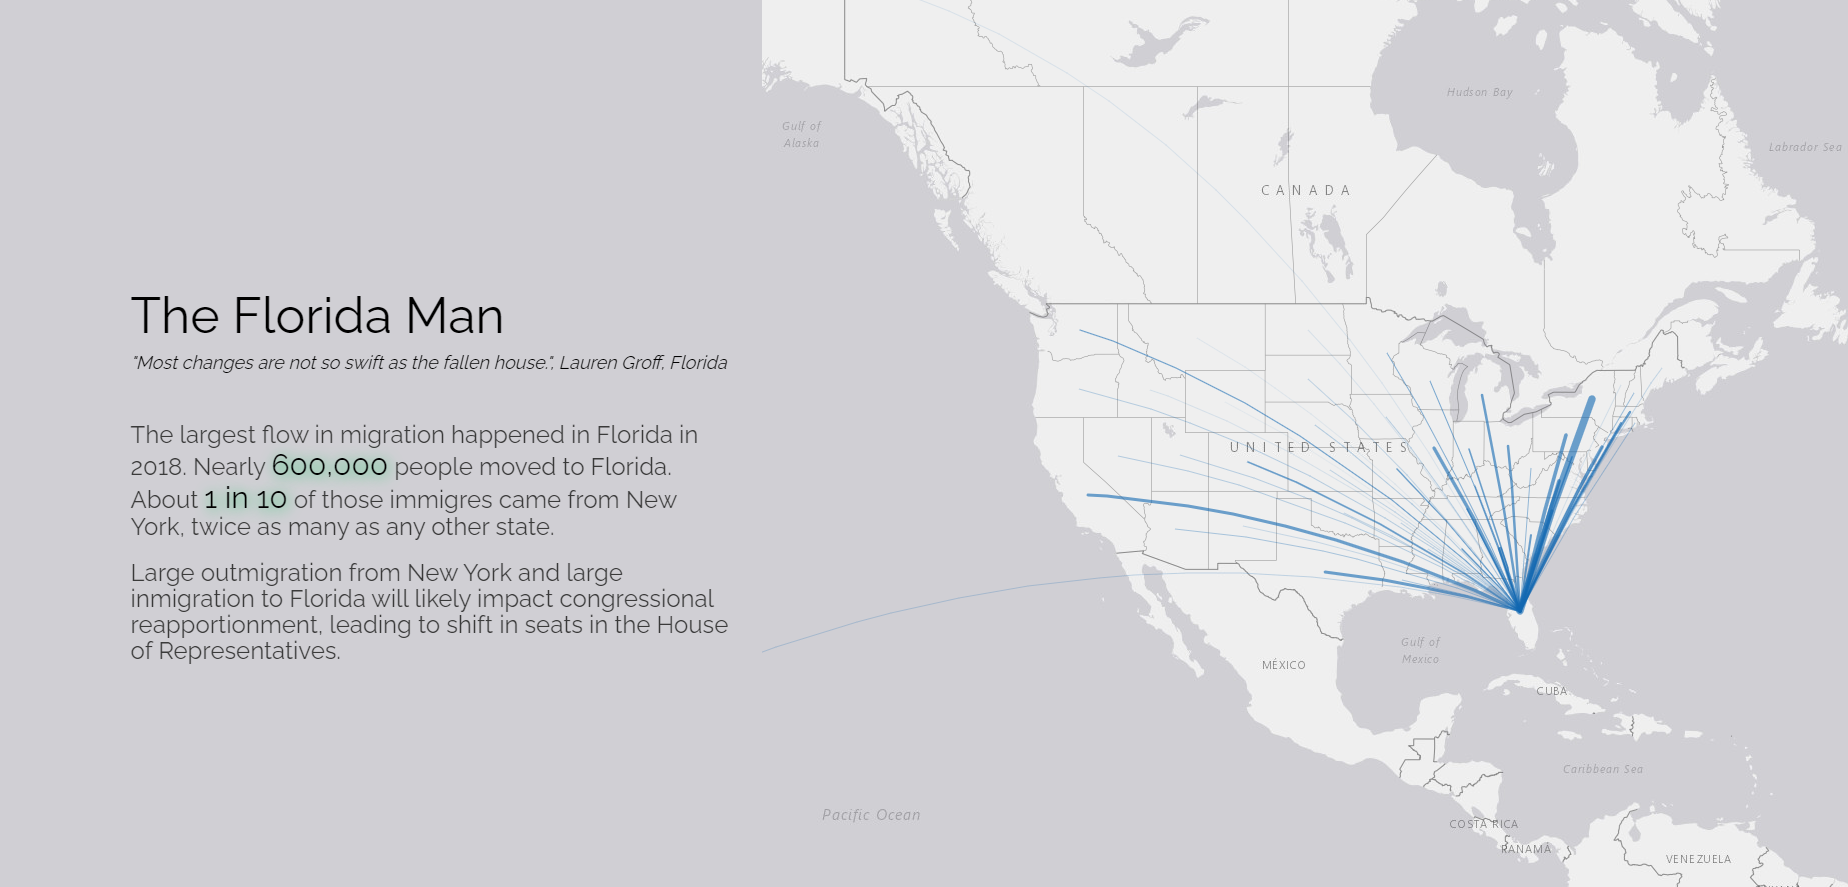 The Florida Man
"Most changes are not so swift as the fallen house.", Lauren Groff, Florida
The largest flow in migration happened in Florida in
2018. Nearly 600,000 people moved to Florida.
About 1 in 10 of those immigres came from New
York, twice as many as any other state.
Large outmigration from New York and large
inmigration to Florida will likely impact congressional
reapportionment, leading to shift in seats in the House
of Representatives.
Hudson Bay
Gulf of
Alaska
Labrador Sea
CANADA
UNITED STATES
Gulf of
Mexico
MÉXICO
CUBA
Caribbean Sea
Pacific Ocean
COSTA RICA
PANAMÁ
VENEZUELA